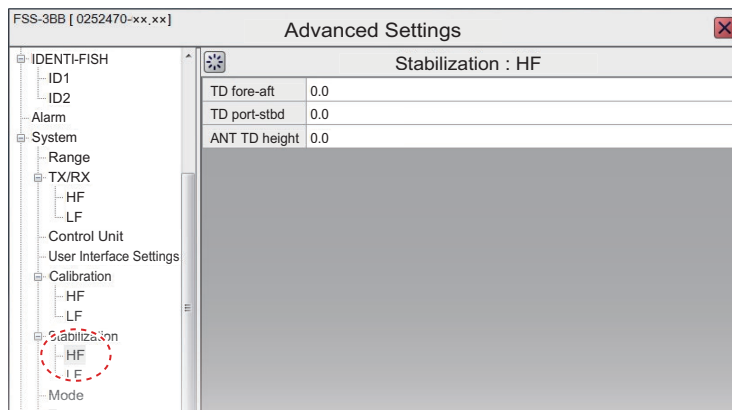 FSS-3BB [ 0252470-××.××]
Advanced Settings
IDENTI-FISH
ID1
ID2
Alarm
System
Range
TX/RX
HF
LF
Control Unit
User Interface Settings
Calibration
HF
LF
Stabilization
HF
LF
Mode
Stabilization : HF
TD fore-aft 0.0
TD port-stbd 0.0
ANT TD height 0.0